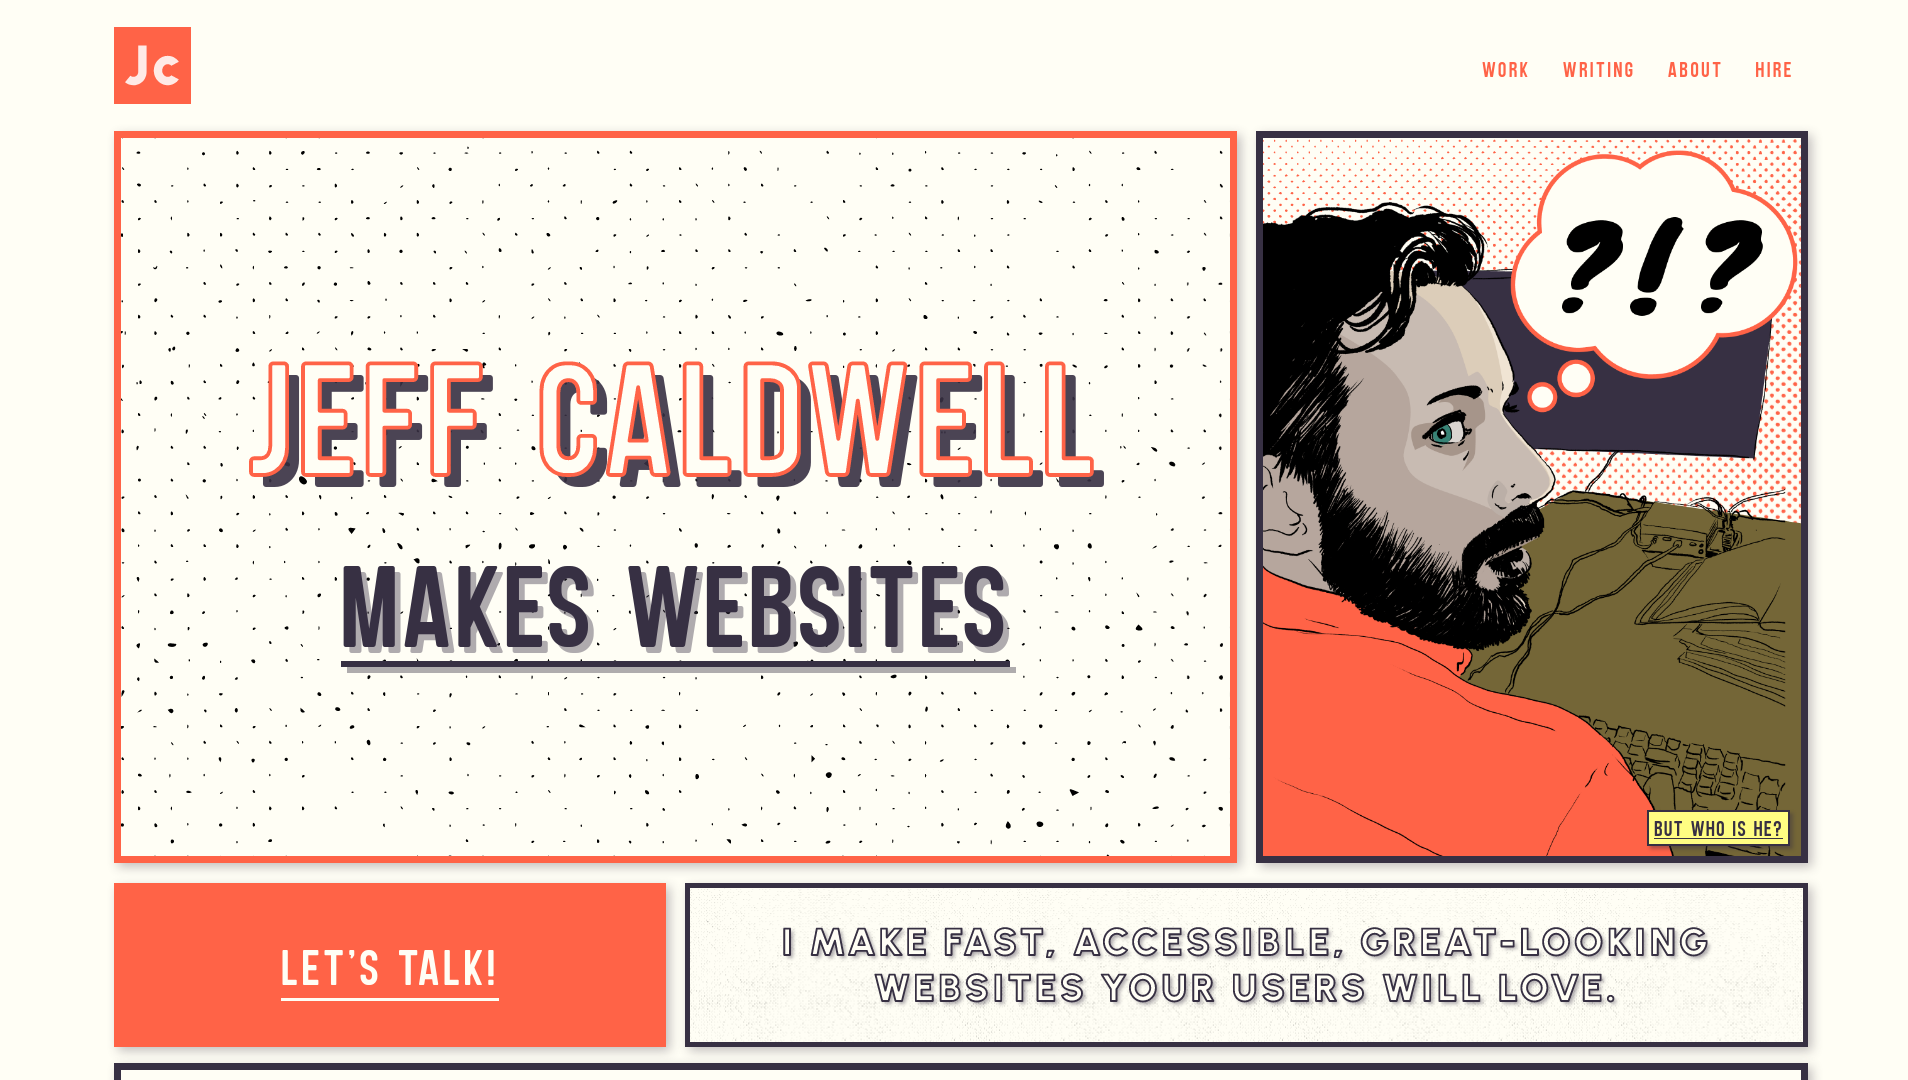 Jc
WORK WRITING ABOUT HIRE
JEFF CALDWELL
MAKES WEBSITES
?!?
BUT WHO IS HE?
LET'S TALK!
I MAKE FAST, ACCESSIBLE, GREAT-LOOKING
WEBSITES YOUR USERS WILL LOVE.